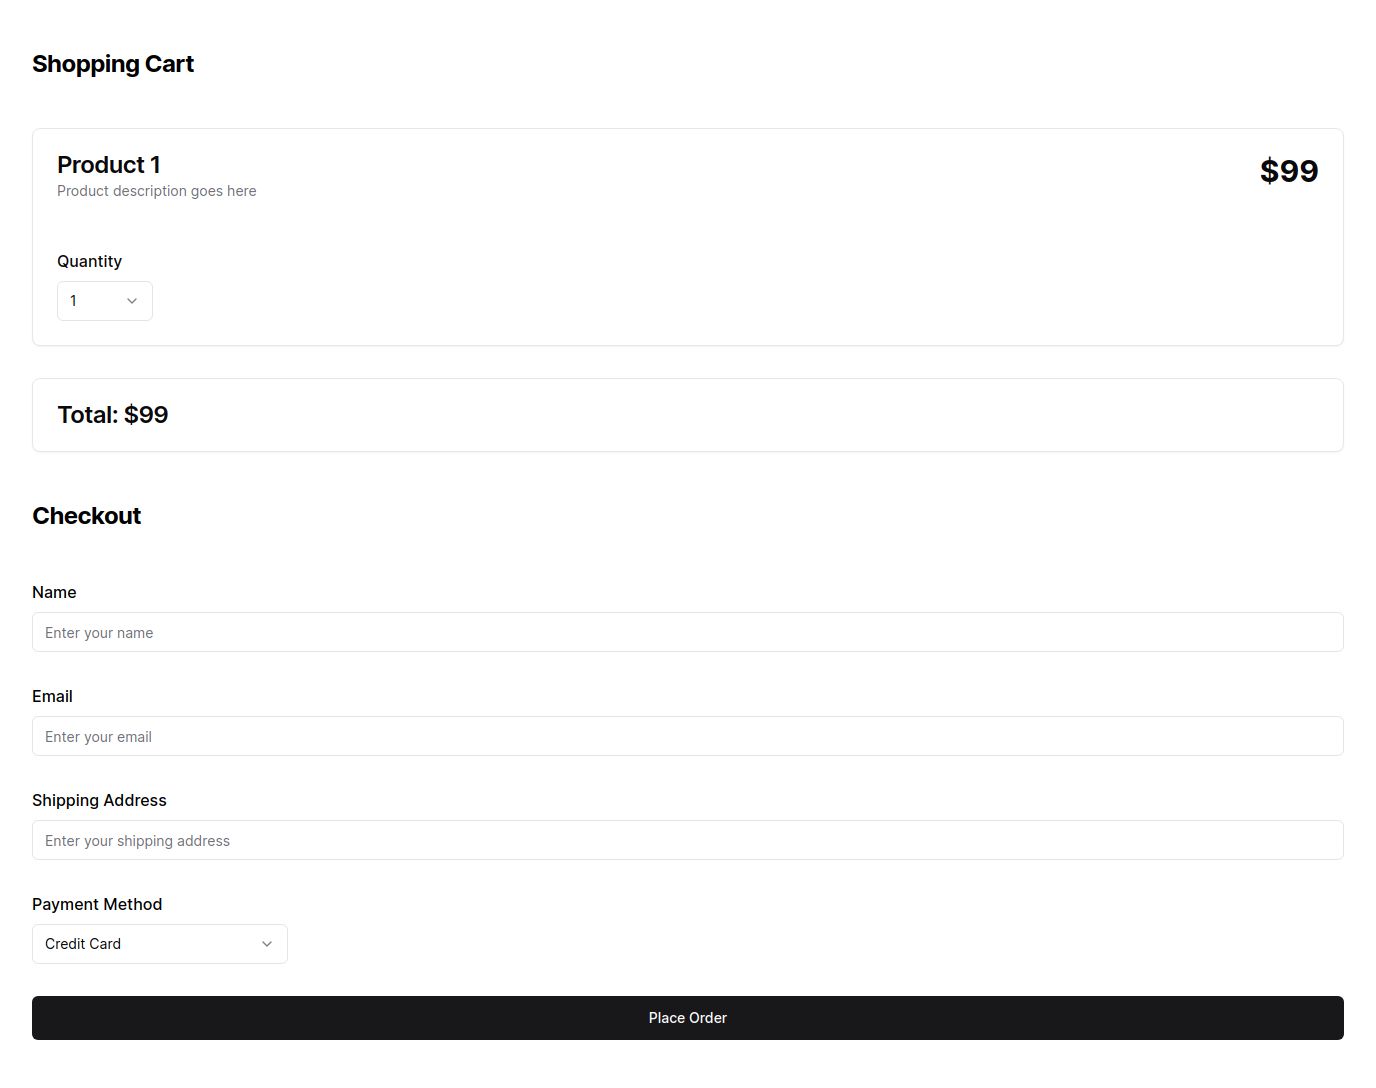 Shopping Cart
Product 1
$99
Product description goes here
Quantity
1
Total: $99
Checkout
Name
Enter your name
Email
Enter your email
Shipping Address
Enter your shipping address
Payment Method
Credit Card
Place Order